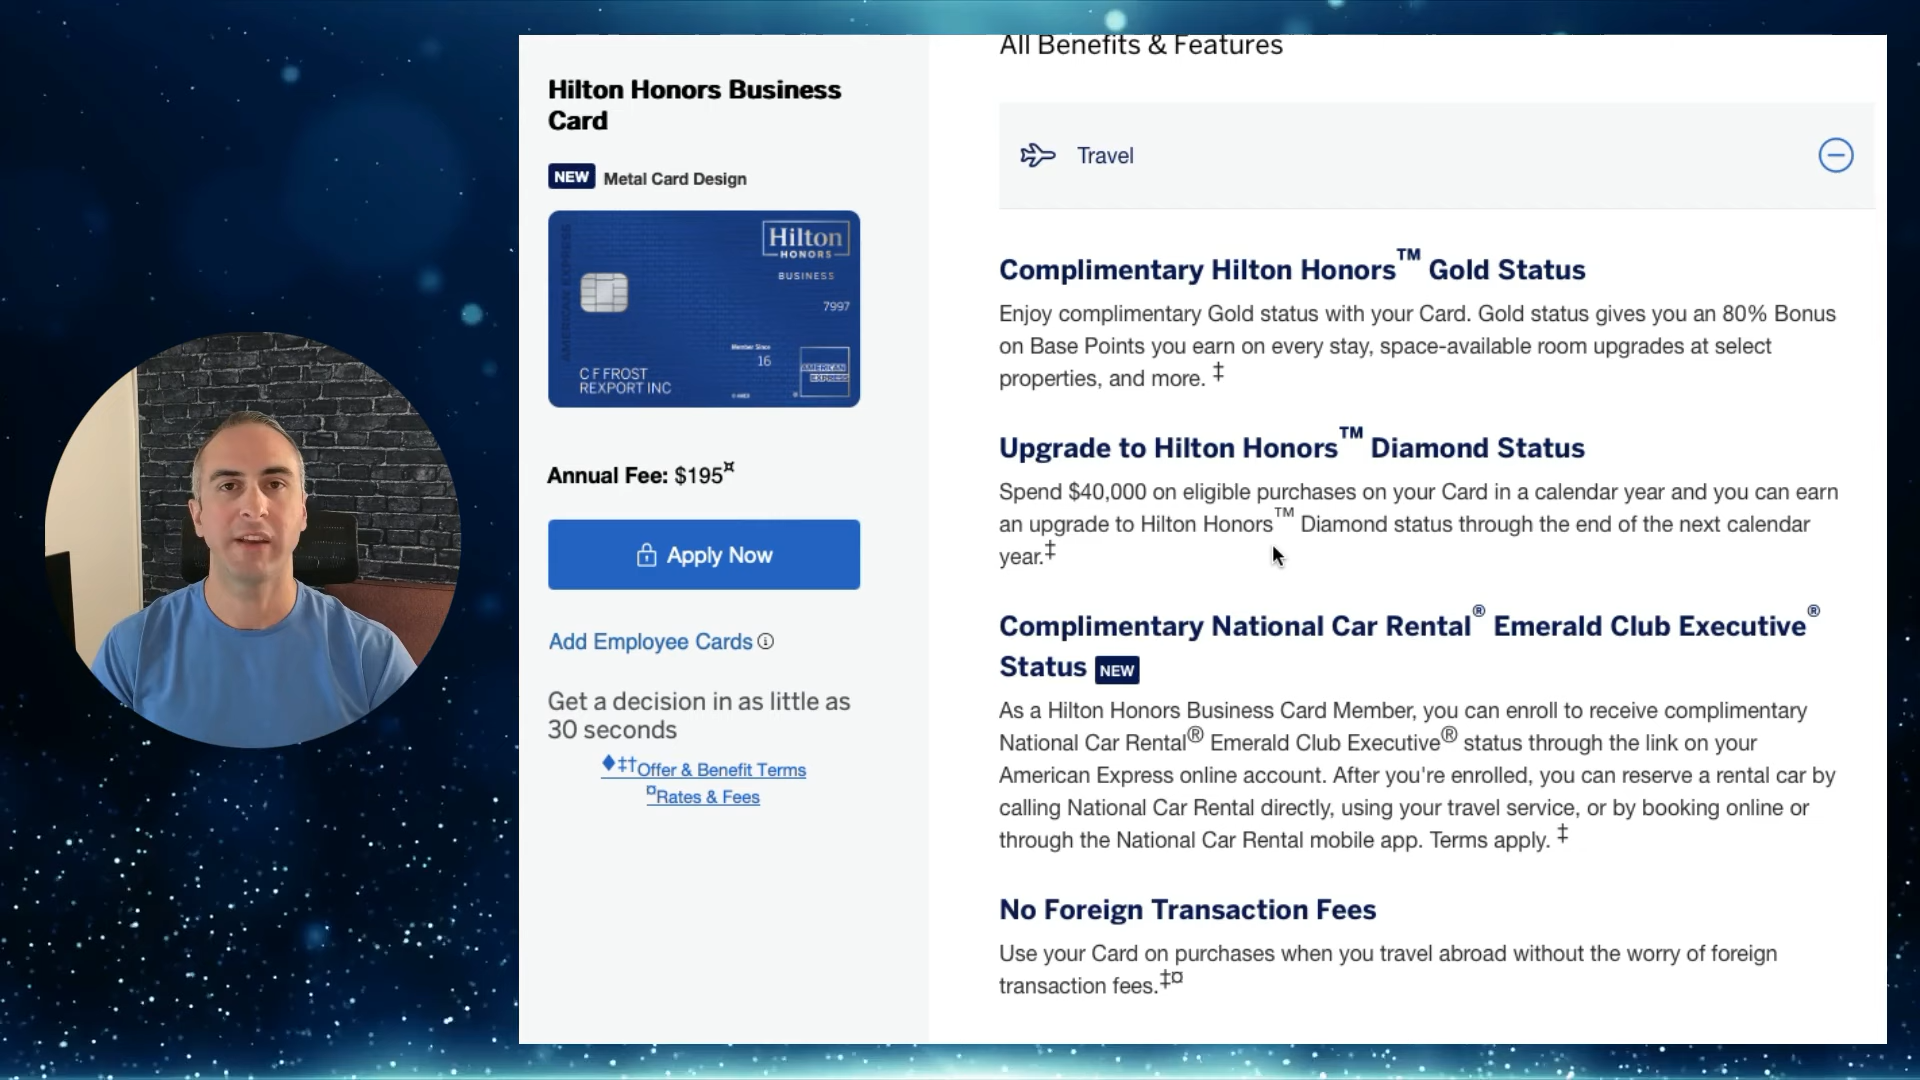 Hilton Honors Business
Card
NEW Metal Card Design
AMERICAN EXPRESS
Hilton
HONORS
BUSINESS
7997
Member Since
16
C F FROST
REXPORT INC
AMERICAN
EXPRESS
Annual Fee: $195¤
Apply Now
Add Employee Cards
Get a decision in as little as
30 seconds
♦‡†Offer & Benefit Terms
¤Rates & Fees
All Benefits & Features
Travel
Complimentary Hilton Honors™ Gold Status
Enjoy complimentary Gold status with your Card. Gold status gives you an 80% Bonus
on Base Points you earn on every stay, space-available room upgrades at select
properties, and more. ‡
Upgrade to Hilton Honors™ Diamond Status
Spend $40,000 on eligible purchases on your Card in a calendar year and you can earn
an upgrade to Hilton Honors™ Diamond status through the end of the next calendar
year.‡
Complimentary National Car Rental® Emerald Club Executive®
Status NEW
As a Hilton Honors Business Card Member, you can enroll to receive complimentary
National Car Rental® Emerald Club Executive® status through the link on your
American Express online account. After you're enrolled, you can reserve a rental car by
calling National Car Rental directly, using your travel service, or by booking online or
through the National Car Rental mobile app. Terms apply. ‡
No Foreign Transaction Fees
Use your Card on purchases when you travel abroad without the worry of foreign
transaction fees.‡¤